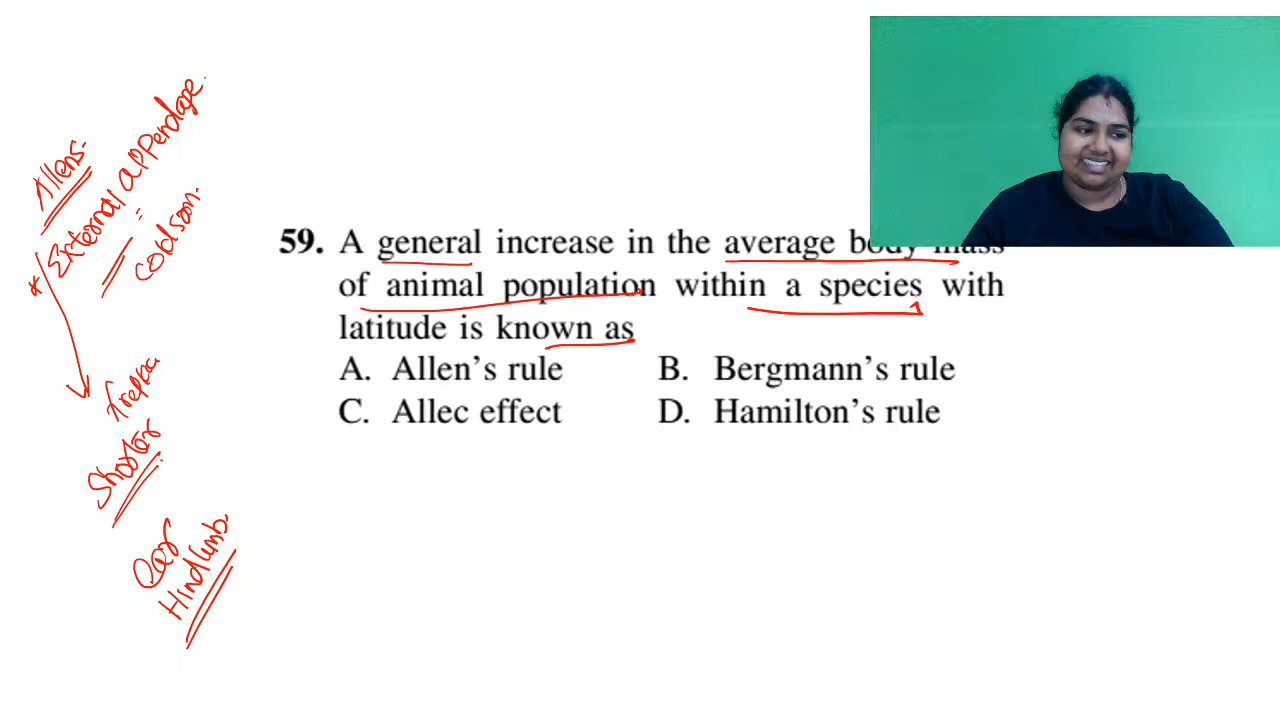 Allens.
* External appendage.
cold son.
Shorter
Ear
Hindlimb.
59. A general increase in the average body mass
of animal population within a species with
latitude is known as
A. Allen's rule B. Bergmann's rule
C. Allec effect D. Hamilton's rule